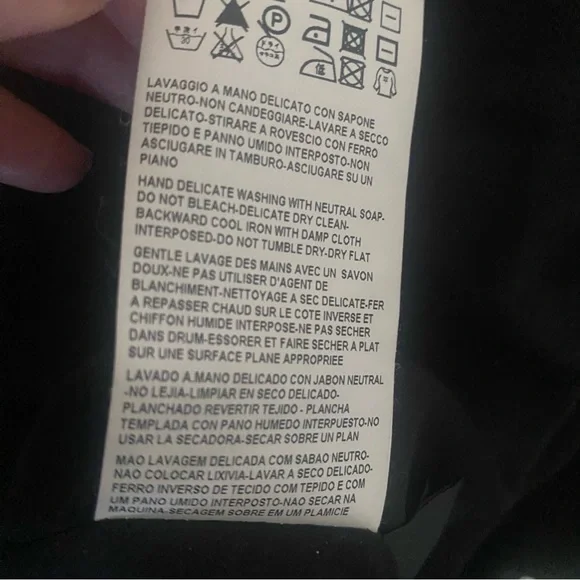 P
手洗イ
30
ドライ
低
LAVAGGIO A MANO DELICATO CON SAPONE
NEUTRO-NON CANDEGGIARE-LAVARE A SECCO
DELICATO-STIRARE A ROVESCIO CON FERRO
TIEPIDO E PANNO UMIDO INTERPOSTO-NON
ASCIUGARE IN TAMBURO-ASCIUGARE SU UN
PIANO
HAND DELICATE WASHING WITH NEUTRAL SOAP-
DO NOT BLEACH-DELICATE DRY CLEAN-
BACKWARD COOL IRON WITH DAMP CLOTH
INTERPOSED-DO NOT TUMBLE DRY-DRY FLAT
GENTLE LAVAGE DES MAINS AVEC UN SAVON
DOUX-NE PAS UTILISER D'AGENT DE
BLANCHIMENT-NETTOYAGE A SEC DELICATE-FER
A REPASSER CHAUD SUR LE COTE INVERSE ET
CHIFFON HUMIDE INTERPOSE-NE PAS SECHER
DANS DRUM-ESSORER ET FAIRE SECHER A PLAT
SUR UNE SURFACE PLANE APPROPRIEE
LAVADO A.MANO DELICADO CON JABON NEUTRAL
-NO LEJIA-LIMPIAR EN SECO DELICADO-
PLANCHADO REVERTIR TEJIDO - PLANCHA
TEMPLADA CON PANO HUMEDO INTERPUESTO-NO
USAR LA SECADORA-SECAR SOBRE UN PLAN
MAO LAVAGEM DELICADA COM SABAO NEUTRO-
NAO COLOCAR LIXIVIA-LAVAR A SECO DELICADO-
FERRO INVERSO DE TECIDO COM TEPIDO E COM
UM PANO UMIDO INTERPOSTO-NAO SECAR NA
MAQUINA-SECAGEM SOBRE EM UM PLAMICIE